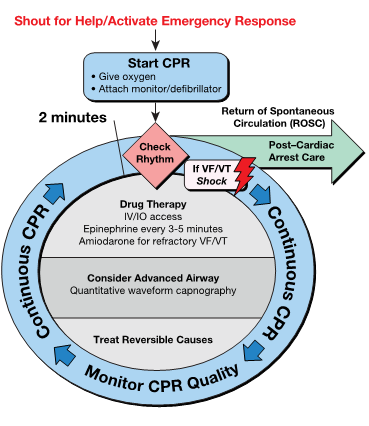 Shout for Help/Activate Emergency Response
Start CPR
• Give oxygen
• Attach monitor/defibrillator
2 minutes
Return of Spontaneous
Circulation (ROSC)
Check
Rhythm
Post–Cardiac
Arrest Care
If VF/VT
Shock
Drug Therapy
IV/IO access
Epinephrine every 3-5 minutes
Amiodarone for refractory VF/VT
Consider Advanced Airway
Quantitative waveform capnography
Treat Reversible Causes
Continuous CPR
Continuous CPR
Monitor CPR Quality